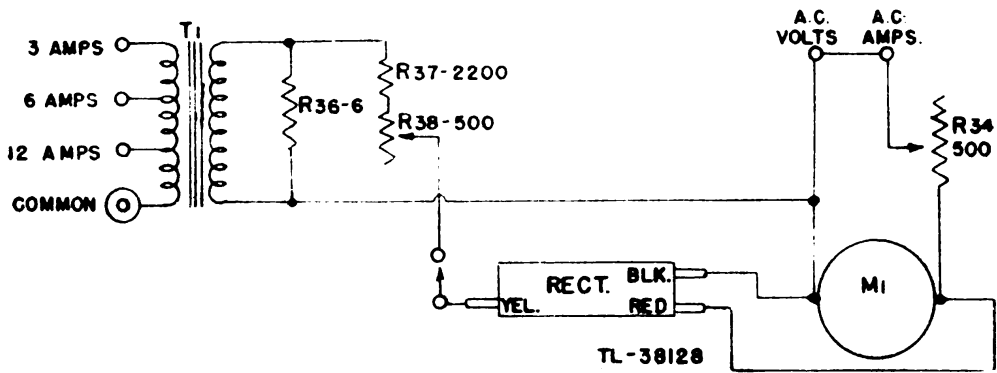 3 AMPS
6 AMPS
12 AMPS
COMMON
T1
R36-6
R37-2200
R38-500
A.C. VOLTS
A.C. AMPS.
R34
500
RECT.
YEL.
BLK.
RED
M1
TL-38128